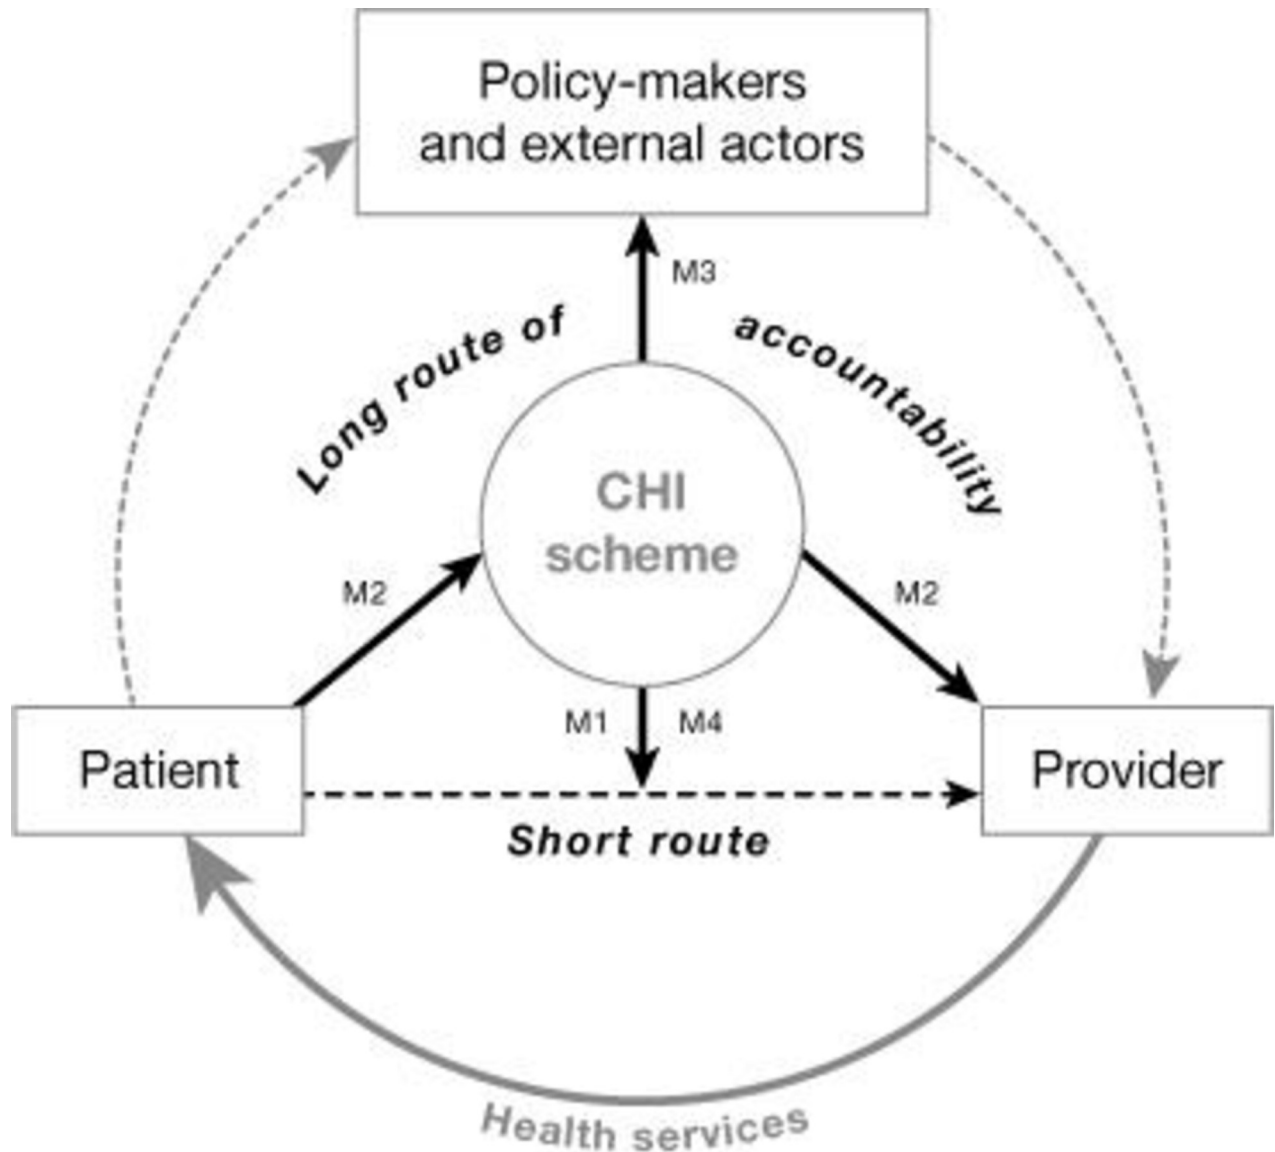 Policy-makers
and external actors
M3
Long route of
accountability
CHI
scheme
M2
M2
M1
M4
Patient
Provider
Short route
Health services